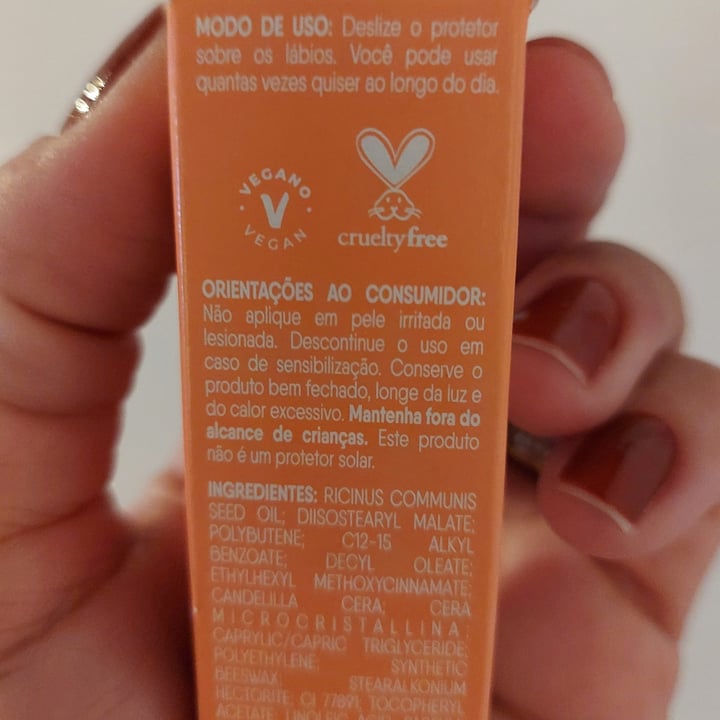 MODO DE USO: Deslize o protetor
sobre os lábios. Você pode usar
quantas vezes quiser ao longo do dia.
VEGANO
V
VEGAN
crueltyfree
ORIENTAÇÕES AO CONSUMIDOR:
Não aplique em pele irritada ou
lesionada. Descontinue o uso em
caso de sensibilização. Conserve o
produto bem fechado, longe da luz e
do calor excessivo. Mantenha fora do
alcance de crianças. Este produto
não é um protetor solar.
INGREDIENTES: RICINUS COMMUNIS
SEED OIL; DIISOSTEARYL MALATE;
POLYBUTENE; C12-15 ALKYL
BENZOATE; DECYL OLEATE;
ETHYLHEXYL METHOXYCINNAMATE;
CANDELILLA CERA; CERA
MICROCRISTALLINA;
CAPRYLIC/CAPRIC TRIGLYCERIDE;
POLYETHYLENE; SYNTHETIC
BEESWAX; STEARALKONIUM
HECTORITE; CI 77891; TOCOPHERYL
ACETATE; LINOLEIC ACID;